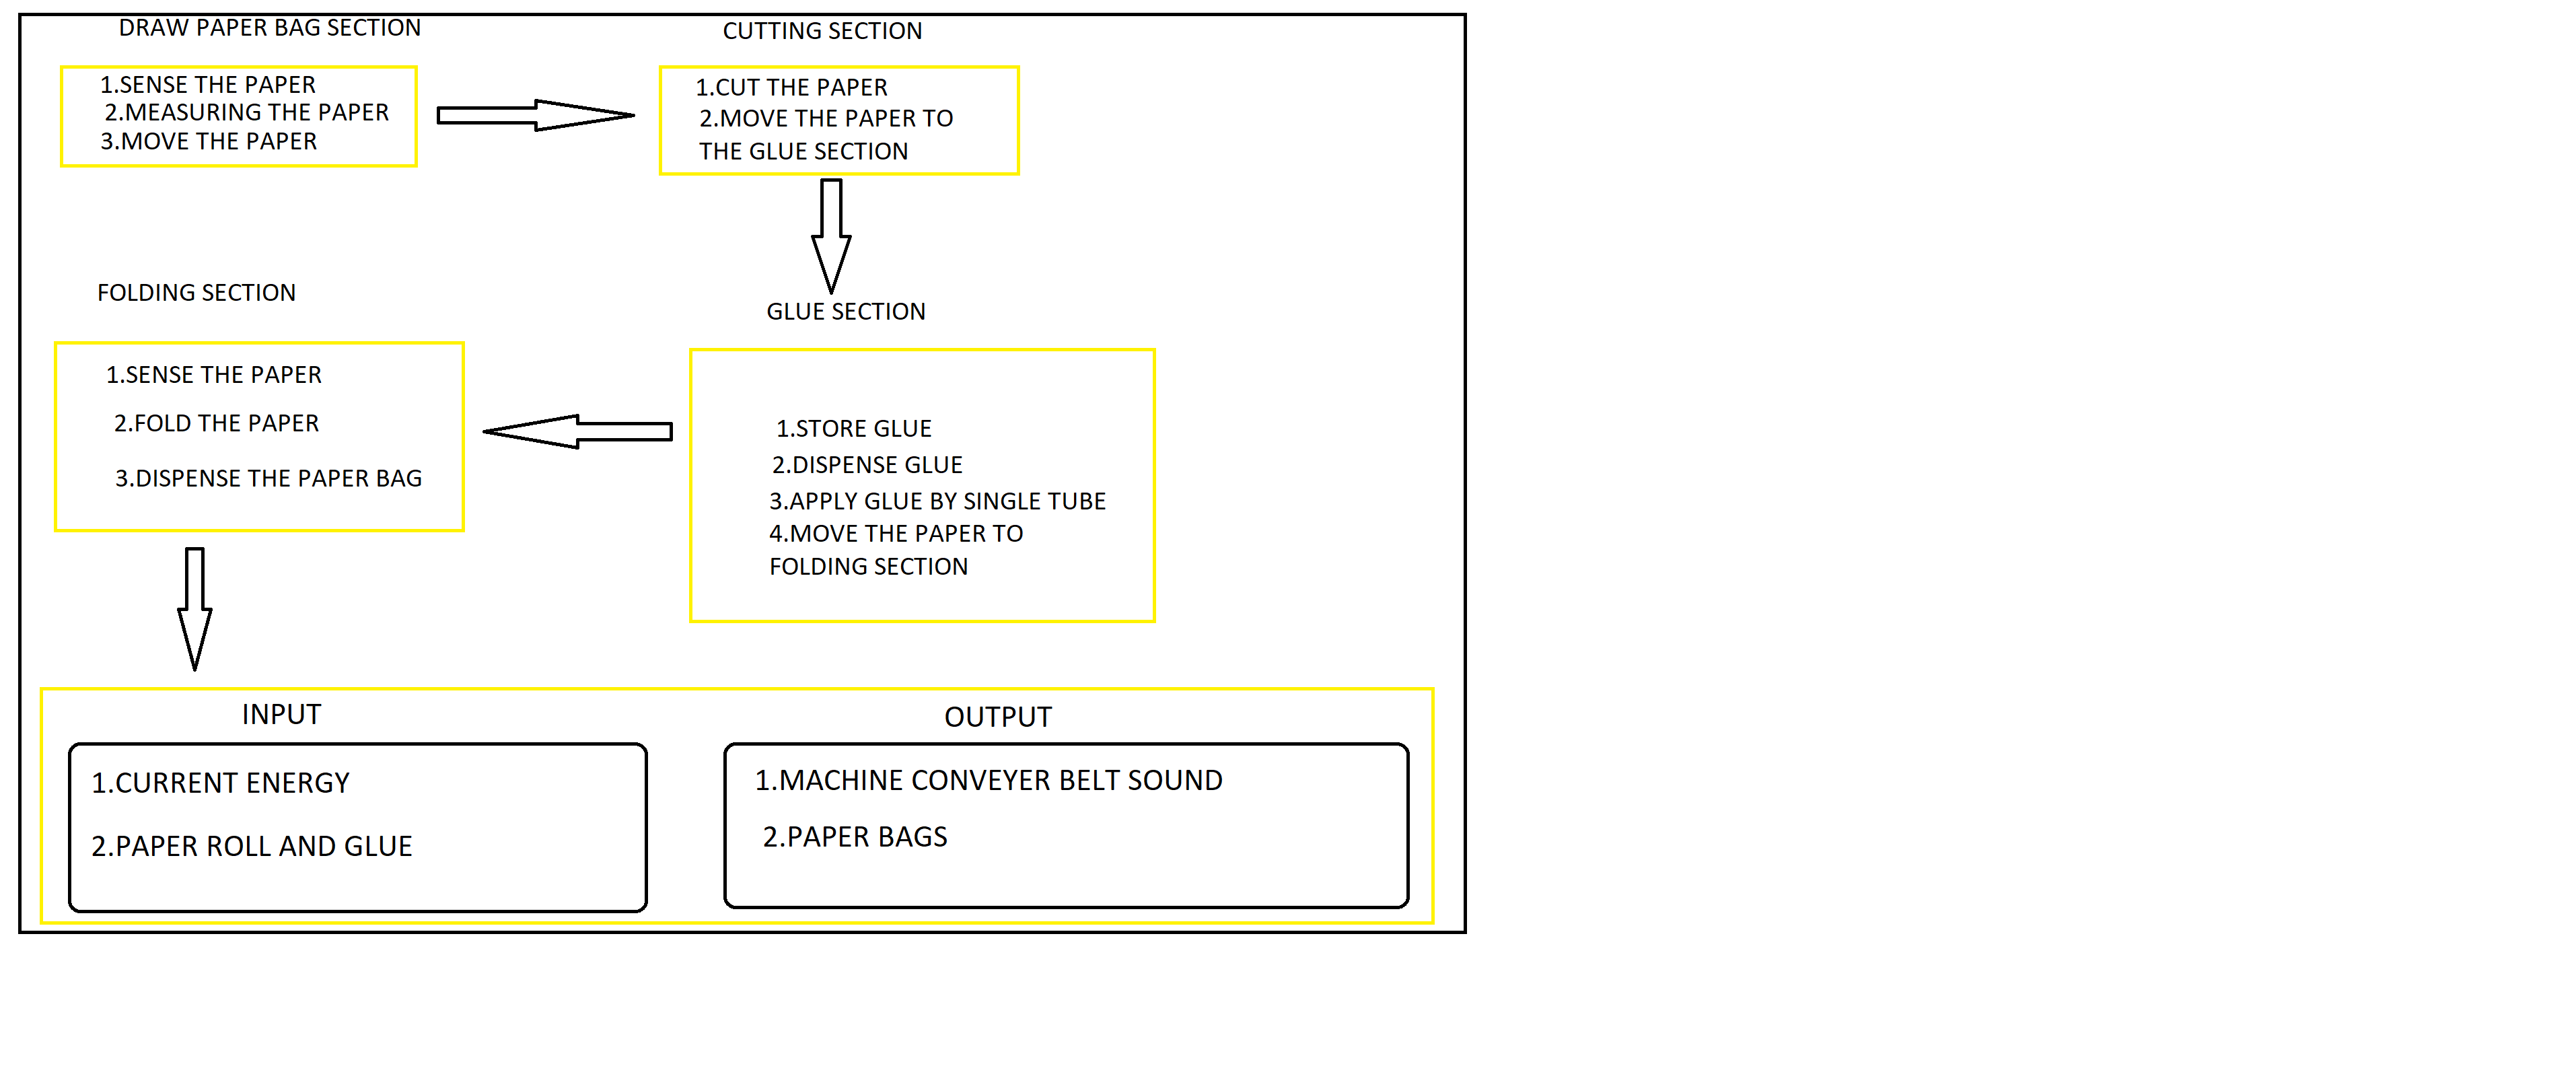 DRAW PAPER BAG SECTION
1.SENSE THE PAPER
2.MEASURING THE PAPER
3.MOVE THE PAPER
CUTTING SECTION
1.CUT THE PAPER
2.MOVE THE PAPER TO
THE GLUE SECTION
GLUE SECTION
1.STORE GLUE
2.DISPENSE GLUE
3.APPLY GLUE BY SINGLE TUBE
4.MOVE THE PAPER TO
FOLDING SECTION
FOLDING SECTION
1.SENSE THE PAPER
2.FOLD THE PAPER
3.DISPENSE THE PAPER BAG
INPUT
1.CURRENT ENERGY
2.PAPER ROLL AND GLUE
OUTPUT
1.MACHINE CONVEYER BELT SOUND
2.PAPER BAGS